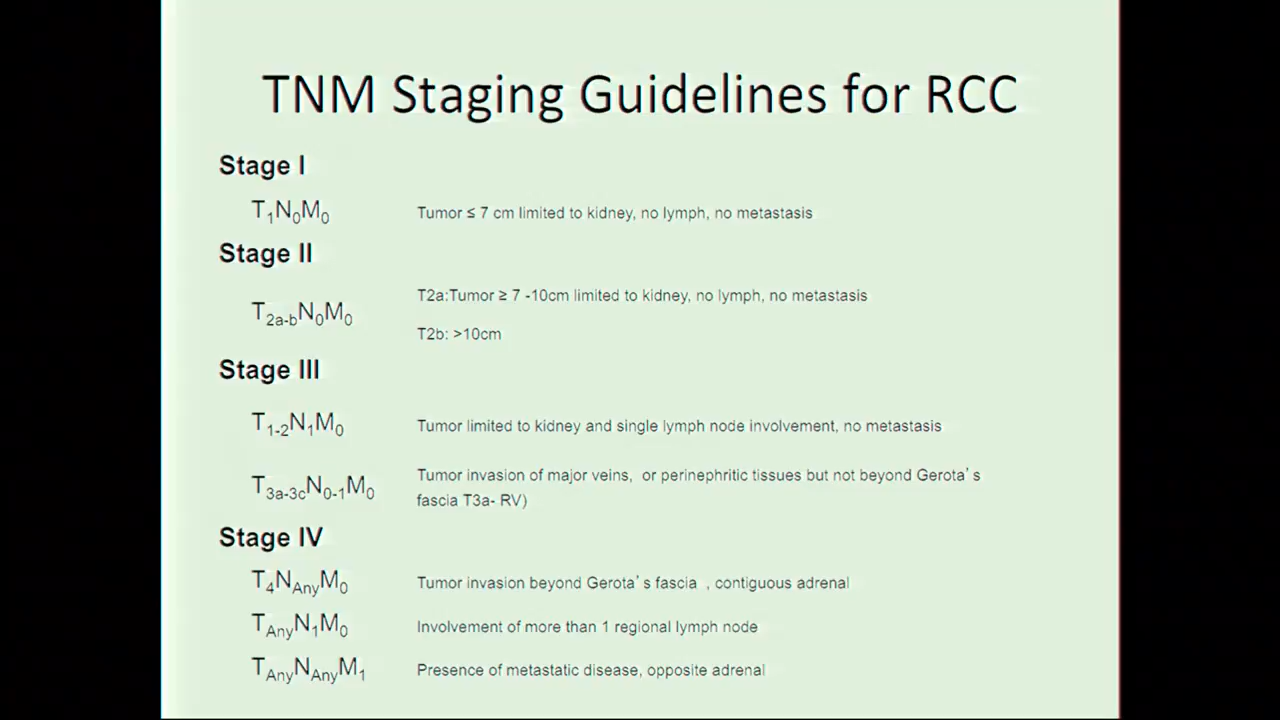 TNM Staging Guidelines for RCC
Stage I
T1N0M0 Tumor ≤ 7 cm limited to kidney, no lymph, no metastasis
Stage II
T2a-bN0M0 T2a:Tumor ≥ 7 -10cm limited to kidney, no lymph, no metastasis
T2b: >10cm
Stage III
T1-2N1M0 Tumor limited to kidney and single lymph node involvement, no metastasis
T3a-3cN0-1M0 Tumor invasion of major veins, or perinephritic tissues but not beyond Gerota's
fascia T3a- RV)
Stage IV
T4NAnyM0 Tumor invasion beyond Gerota's fascia , contiguous adrenal
TAnyN1M0 Involvement of more than 1 regional lymph node
TAnyNAnyM1 Presence of metastatic disease, opposite adrenal